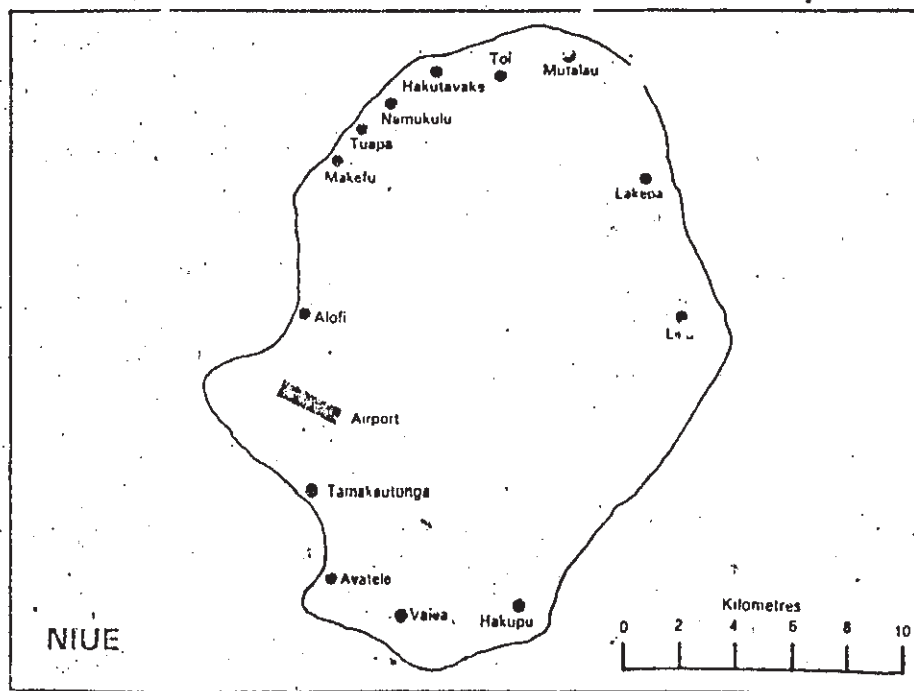 Toi
Mutalau
Hakutavake
Namukulu
Tuapa
Makefu
Lakepa
Alofi
Airport
Tamakautonga
Avatele
Vaiea
Hakupu
Kilometres
0 2 4 6 8 10
NIUE